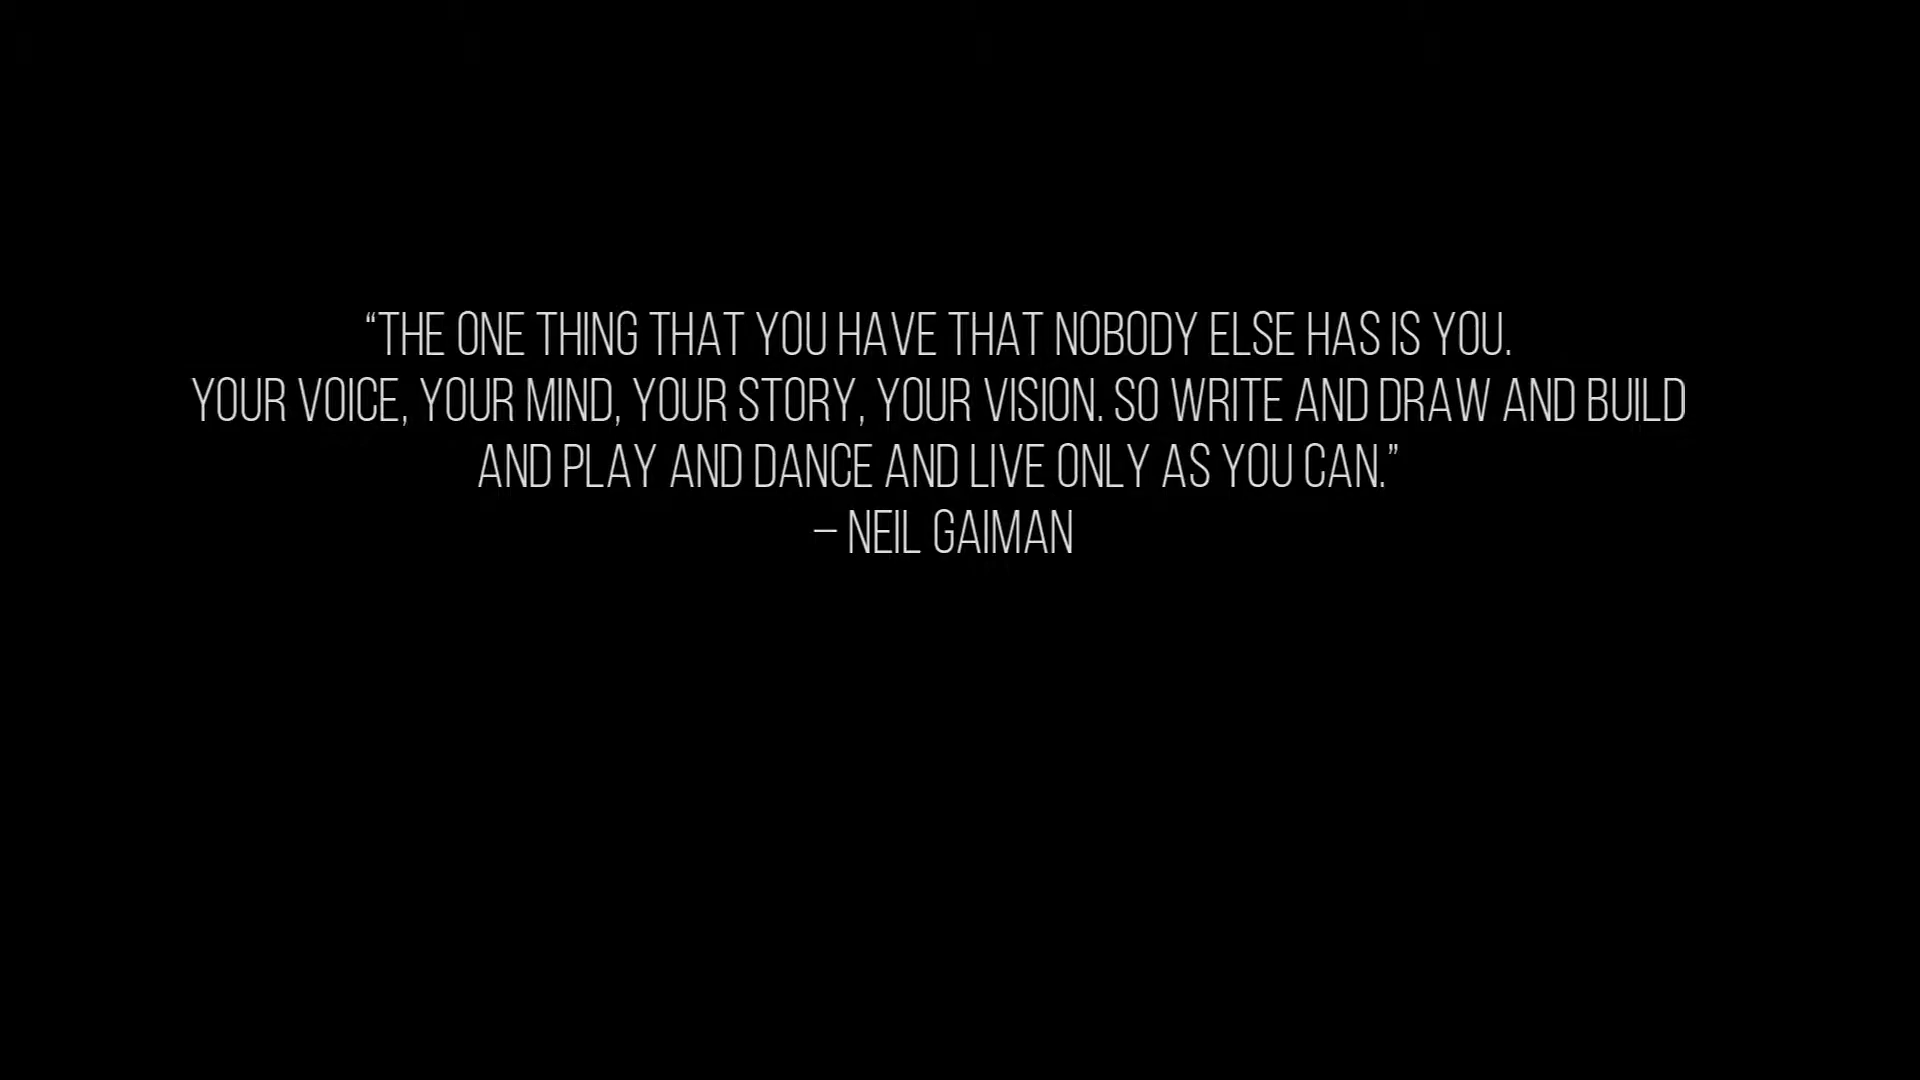 “THE ONE THING THAT YOU HAVE THAT NOBODY ELSE HAS IS YOU.
YOUR VOICE, YOUR MIND, YOUR STORY, YOUR VISION. SO WRITE AND DRAW AND BUILD
AND PLAY AND DANCE AND LIVE ONLY AS YOU CAN.”
– NEIL GAIMAN